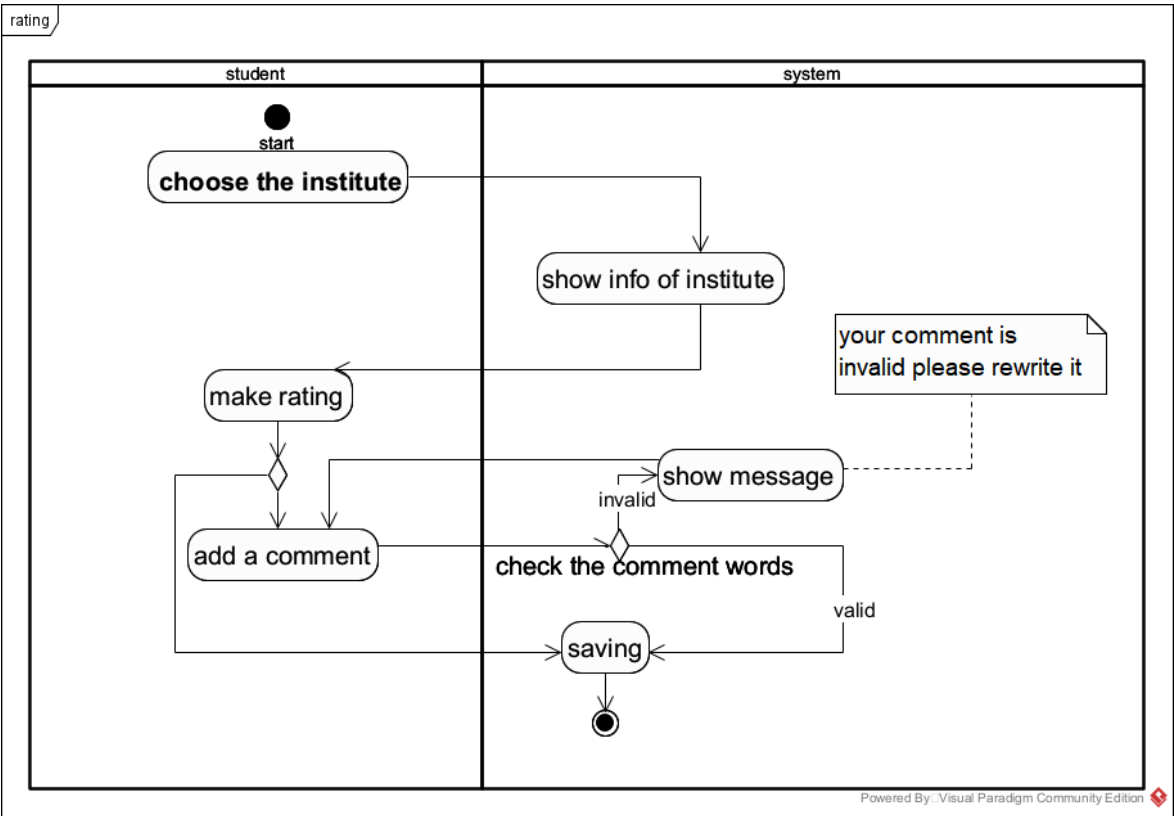 rating
student
system
start
choose the institute
show info of institute
your comment is
invalid please rewrite it
make rating
show message
invalid
add a comment
check the comment words
valid
saving
Powered By Visual Paradigm Community Edition